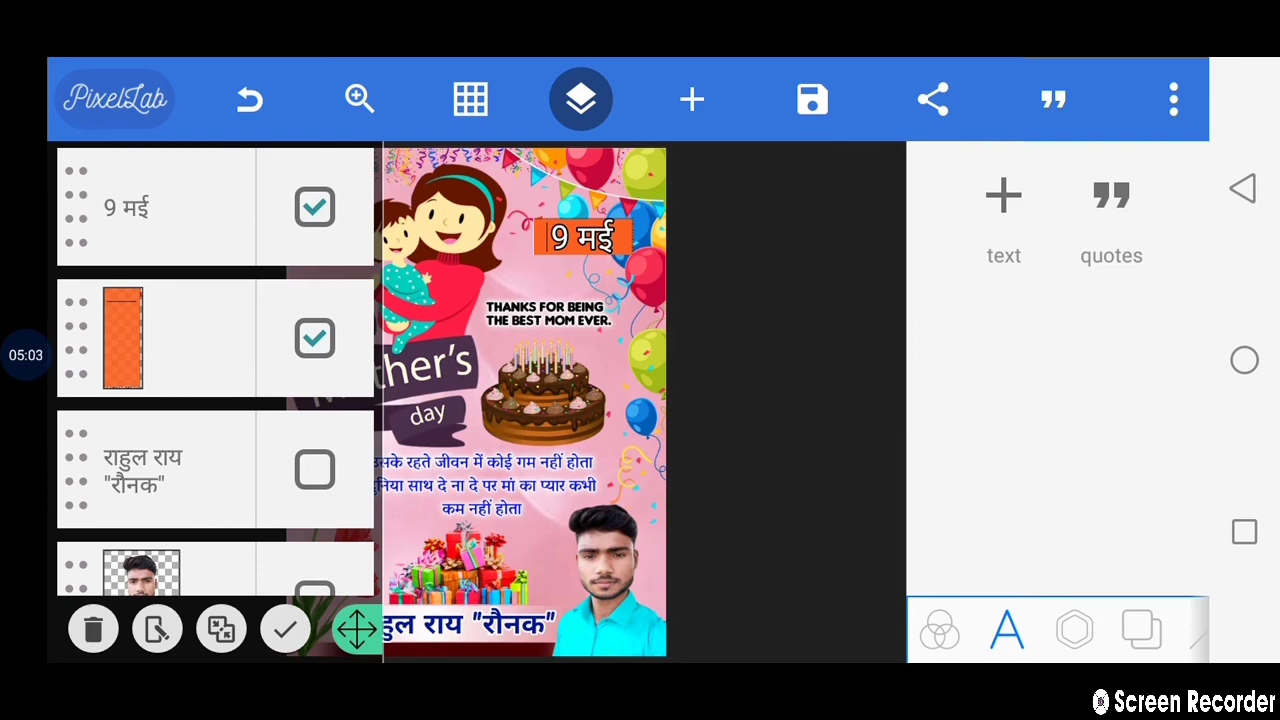 PixelLab
9 मई
राहुल राय
"रौनक"
05:03
9 मई
THANKS FOR BEING
THE BEST MOM EVER.
ther's
day
सके रहते जीवन में कोई गम नहीं होता
निया साथ दे ना दे पर मां का प्यार कभी
कम नहीं होता
हुल राय "रौनक"
text
quotes
Screen Recorder